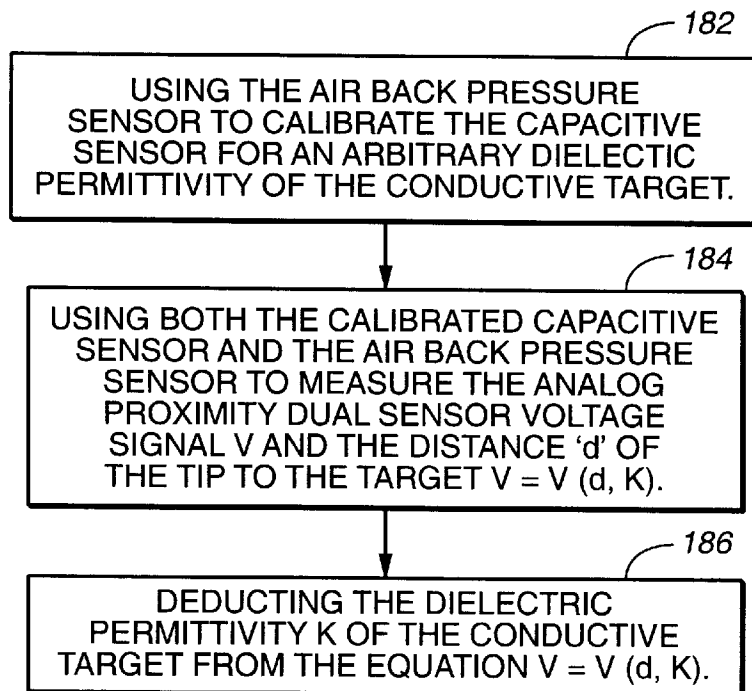 182
USING THE AIR BACK PRESSURE
SENSOR TO CALIBRATE THE CAPACITIVE
SENSOR FOR AN ARBITRARY DIELECTIC
PERMITTIVITY OF THE CONDUCTIVE TARGET.
184
USING BOTH THE CALIBRATED CAPACITIVE
SENSOR AND THE AIR BACK PRESSURE
SENSOR TO MEASURE THE ANALOG
PROXIMITY DUAL SENSOR VOLTAGE
SIGNAL V AND THE DISTANCE 'd' OF
THE TIP TO THE TARGET V = V (d, K).
186
DEDUCTING THE DIELECTRIC
PERMITTIVITY K OF THE CONDUCTIVE
TARGET FROM THE EQUATION V = V (d, K).